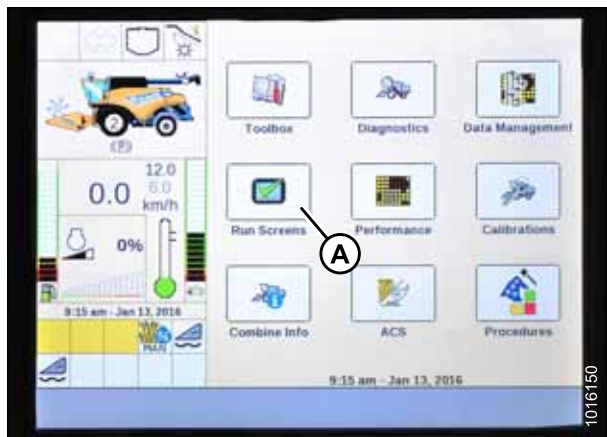 Toolbox Diagnostics Data Management
12.0
0.0 6.0
km/h
Run Screens Performance Calibrations
A
0%
9:15 am - Jan 13, 2016
Combine Info ACS Procedures
MAN
9:15 am - Jan 13, 2016
1016150